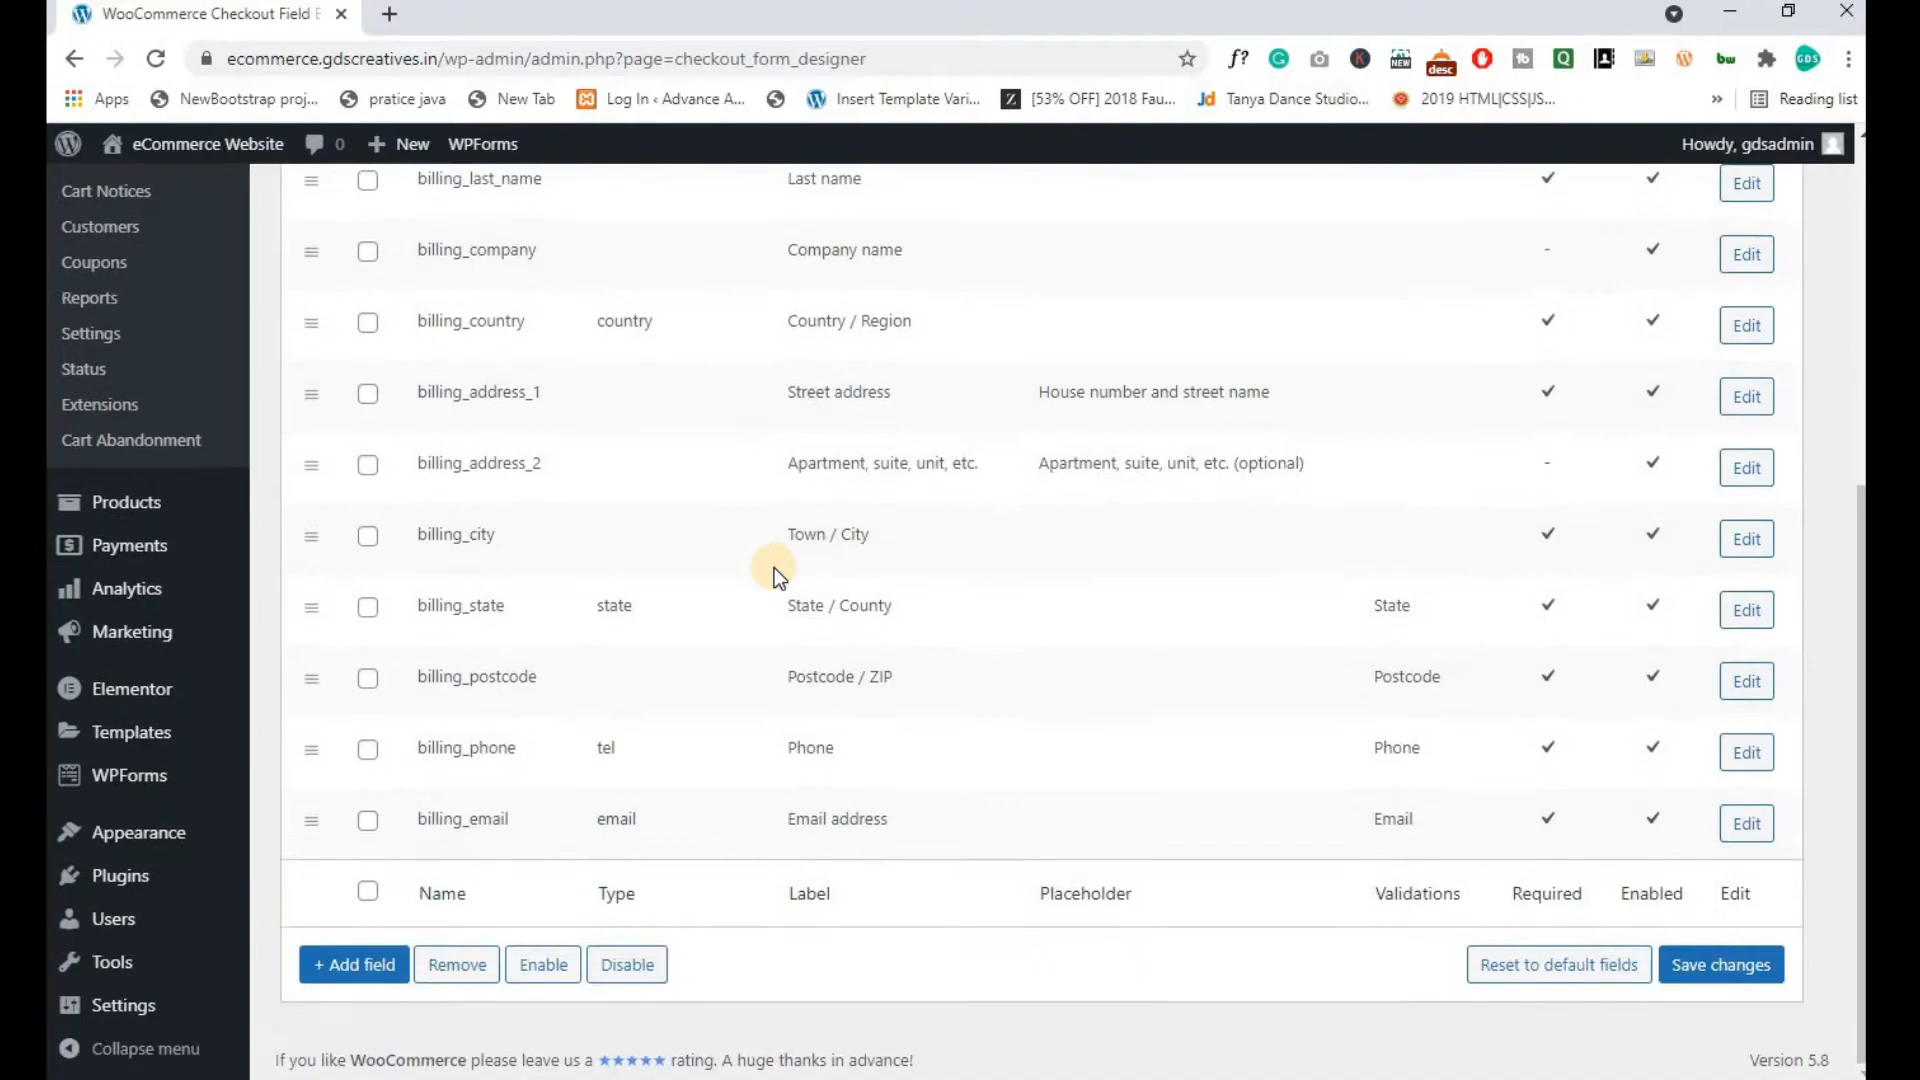 WooCommerce Checkout Field E
ecommerce.gdscreatives.in/wp-admin/admin.php?page=checkout_form_designer
f?
NEW
desc
tb
Q
bw
GDS
Apps
NewBootstrap proj...
pratice java
New Tab
Log In ‹ Advance A...
Insert Template Vari...
Z
[53% OFF] 2018 Fau...
Jd
Tanya Dance Studio...
2019 HTML|CSS|JS...
»
Reading list
eCommerce Website
0
New
WPForms
Howdy, gdsadmin
Cart Notices
Customers
Coupons
Reports
Settings
Status
Extensions
Cart Abandonment
Products
Payments
Analytics
Marketing
Elementor
Templates
WPForms
Appearance
Plugins
Users
Tools
Settings
Collapse menu
billing_last_name Last name ✓ ✓ Edit
billing_company Company name - ✓ Edit
billing_country country Country / Region ✓ ✓ Edit
billing_address_1 Street address House number and street name ✓ ✓ Edit
billing_address_2 Apartment, suite, unit, etc. Apartment, suite, unit, etc. (optional) - ✓ Edit
billing_city Town / City ✓ ✓ Edit
billing_state state State / County State ✓ ✓ Edit
billing_postcode Postcode / ZIP Postcode ✓ ✓ Edit
billing_phone tel Phone Phone ✓ ✓ Edit
billing_email email Email address Email ✓ ✓ Edit
Name Type Label Placeholder Validations Required Enabled Edit
+ Add field Remove Enable Disable Reset to default fields Save changes
If you like WooCommerce please leave us a ★★★★★ rating. A huge thanks in advance! Version 5.8